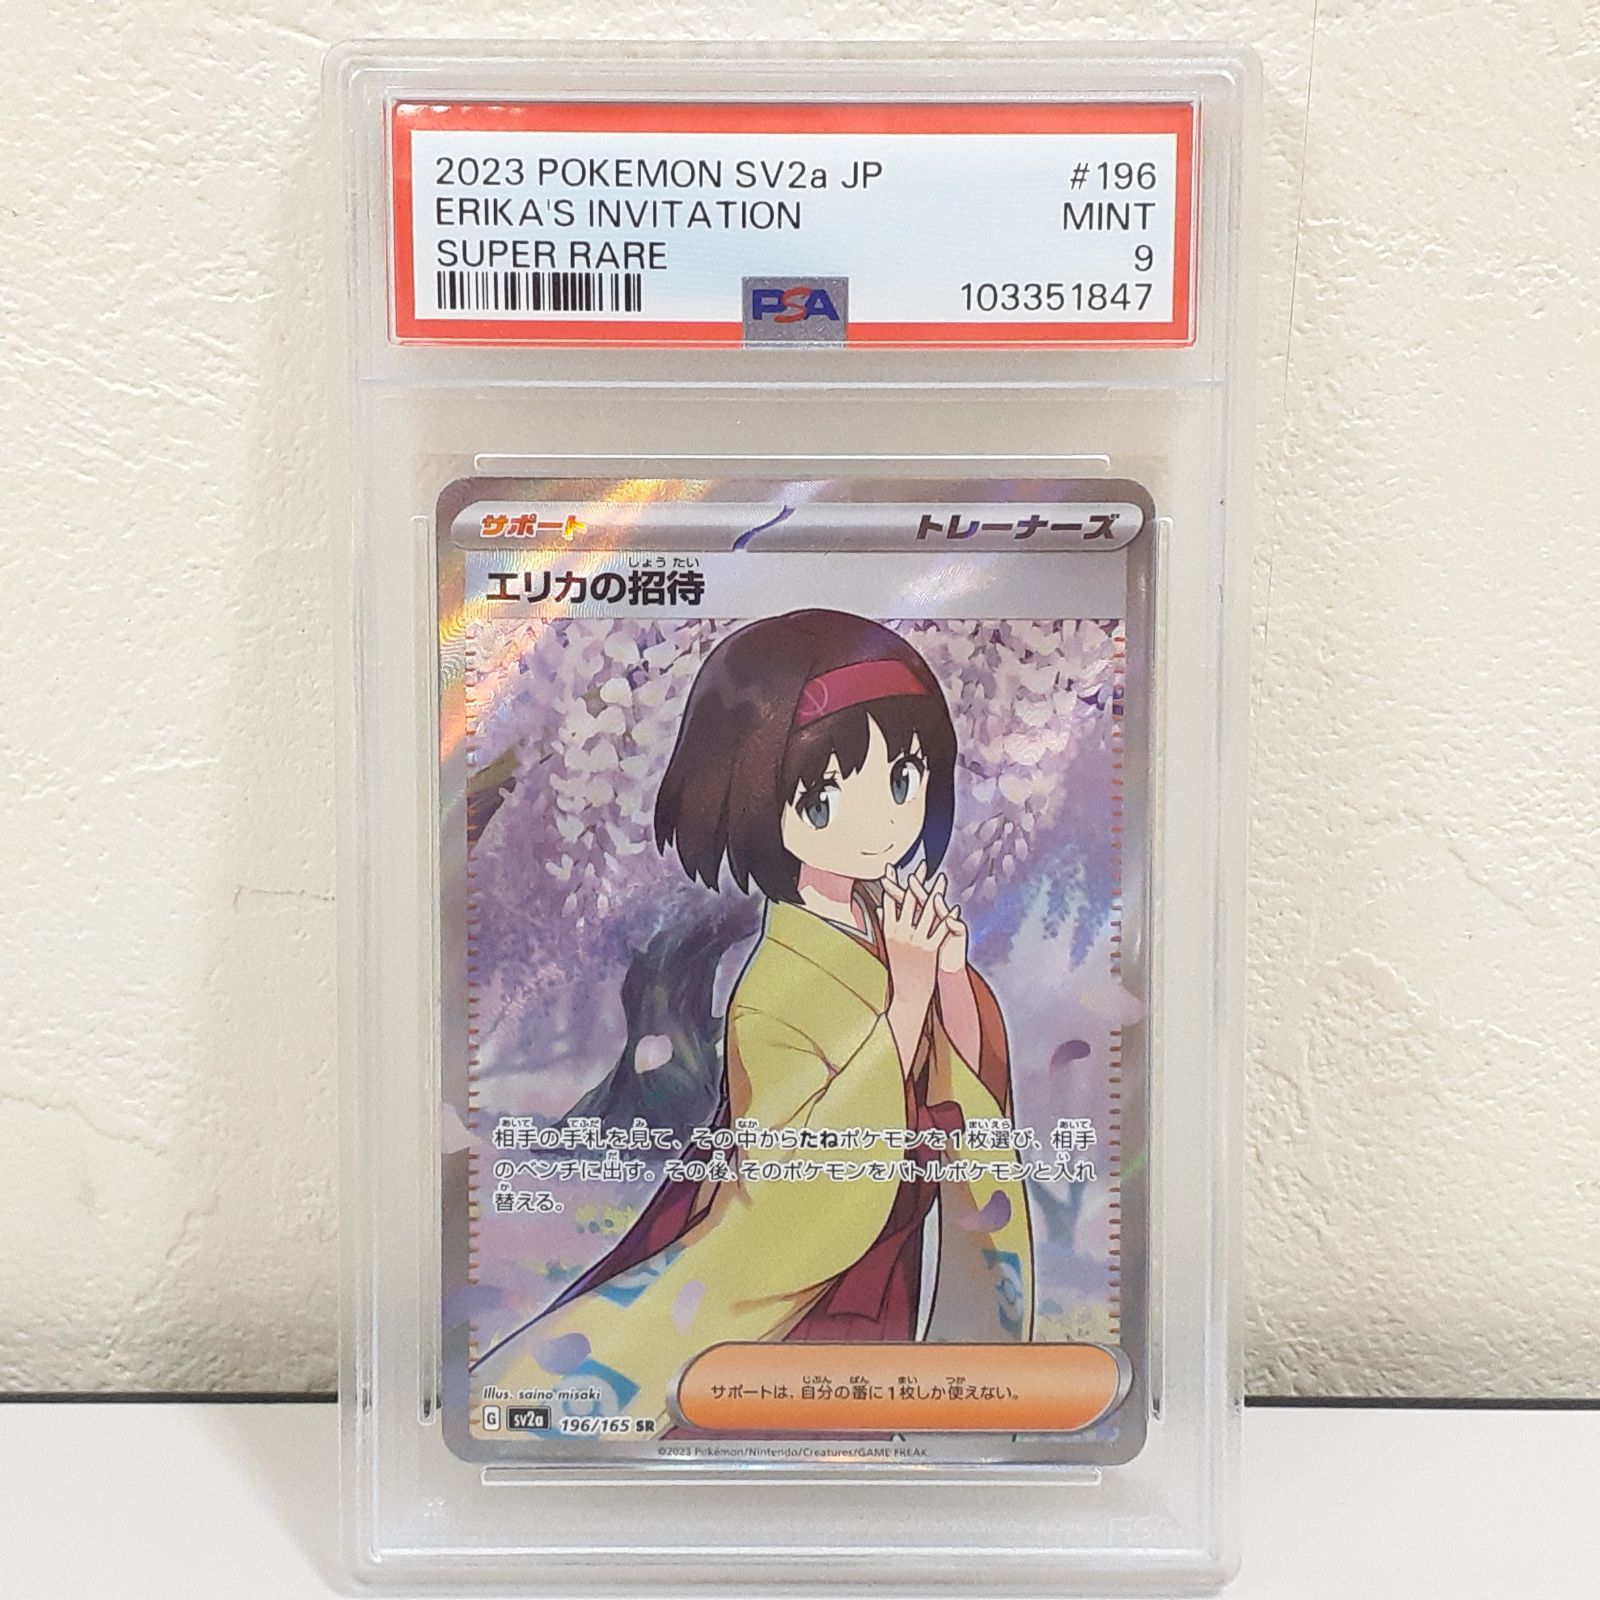 2023 POKEMON SV2a JP #196
ERIKA'S INVITATION MINT
SUPER RARE 9
PSA 103351847
サポート トレーナーズ
しょうたい
エリカの招待
あいて てふだ み なか まいえら あいて
相手の手札を見て、その中からたねポケモンを1枚選び、相手
だ ご い
のベンチに出す。その後、そのポケモンをバトルポケモンと入れ
か
替える。
じぶん ばん まい つか
サポートは、自分の番に1枚しか使えない。
Illus. saino misaki
G sv2a 196/165 SR
©2023 Pokémon/Nintendo/Creatures/GAME FREAK